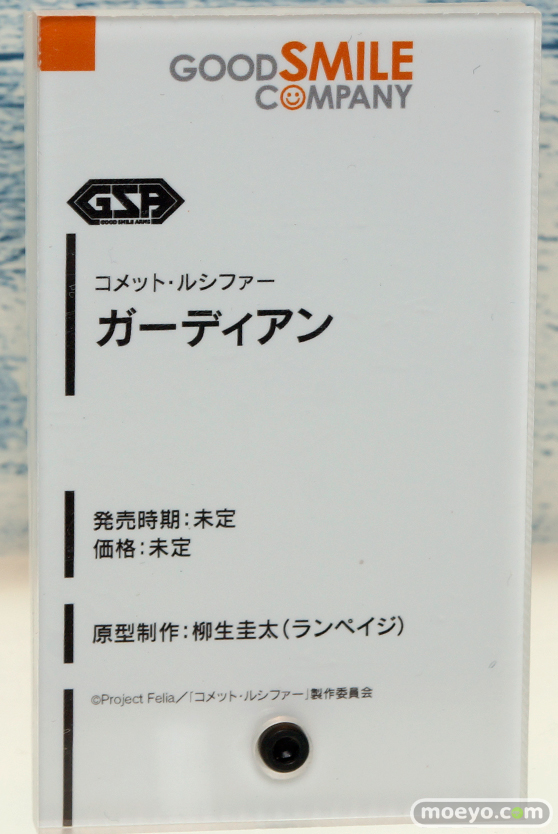 GOODSMILE
COMPANY
GSA
GOOD SMILE ARMS
コメット・ルシファー
ガーディアン
発売時期:未定
価格:未定
原型制作:柳生圭太(ランペイジ)
©Project Felia／「コメット・ルシファー」製作委員会
moeyo.com